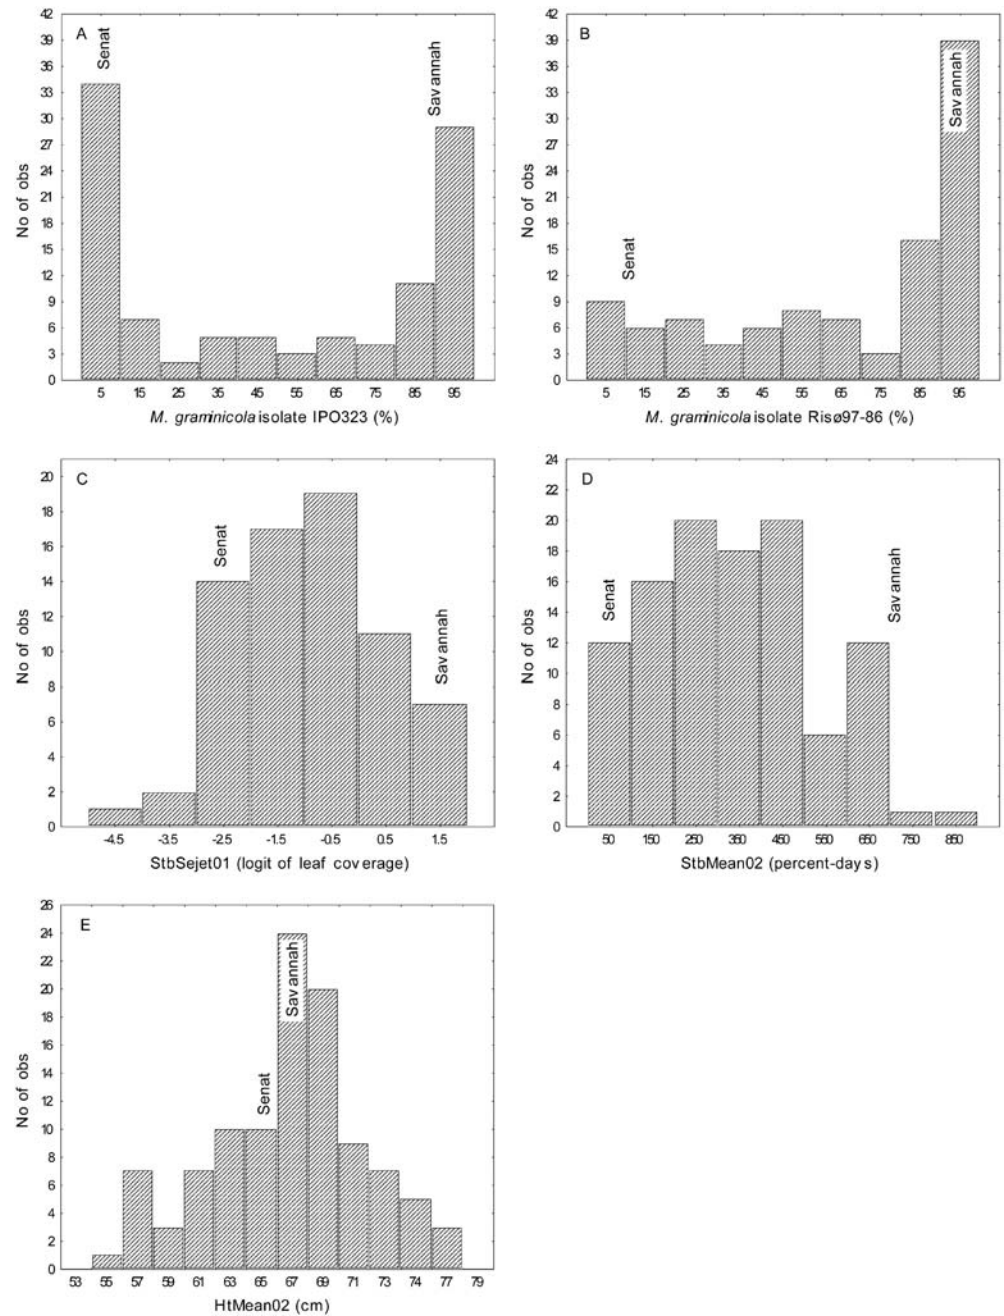 A
42
39
36
33
30
27
24
21
18
15
12
9
6
3
0
No of obs
Senat
Savannah
5 15 25 35 45 55 65 75 85 95
M. graminicola isolate IPO323 (%)
B
42
39
36
33
30
27
24
21
18
15
12
9
6
3
0
No of obs
Senat
Savannah
5 15 25 35 45 55 65 75 85 95
M. graminicola isolate Risø97-86 (%)
C
20
18
16
14
12
10
8
6
4
2
0
No of obs
Senat
Savannah
-4.5 -3.5 -2.5 -1.5 -0.5 0.5 1.5
StbSejet01 (logit of leaf coverage)
D
24
22
20
18
16
14
12
10
8
6
4
2
0
No of obs
Senat
Savannah
50 150 250 350 450 550 650 750 850
StbMean02 (percent-days)
E
26
24
22
20
18
16
14
12
10
8
6
4
2
0
No of obs
Senat
Savannah
53 55 57 59 61 63 65 67 69 71 73 74 77 79
HtMean02 (cm)